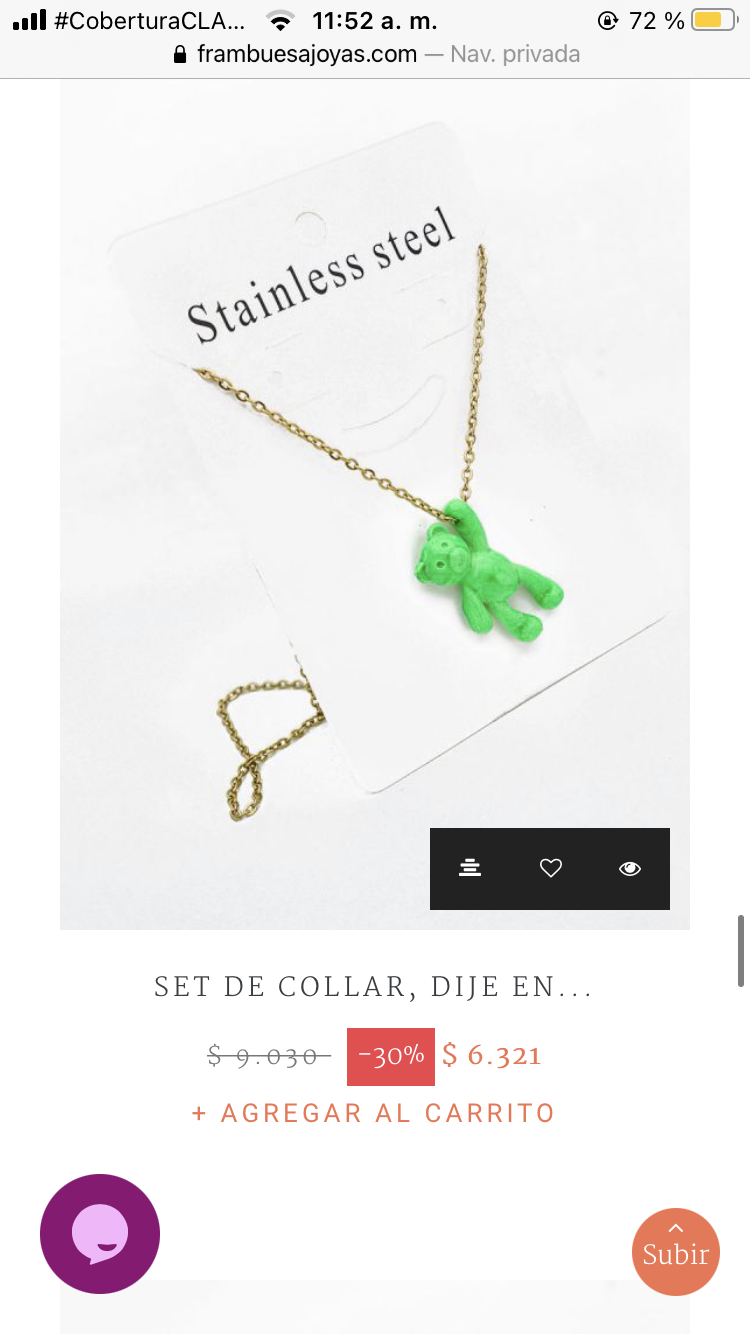 #CoberturaCLA... 11:52 a. m. 72 %
frambuesajoyas.com — Nav. privada
Stainless steel
SET DE COLLAR, DIJE EN...
$ 9.030 -30% $ 6.321
+ AGREGAR AL CARRITO
Subir